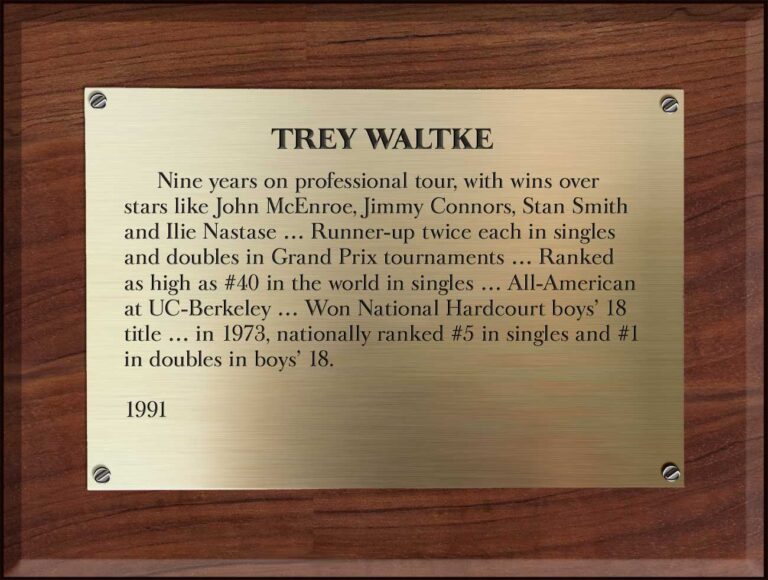 TREY WALTKE
Nine years on professional tour, with wins over
stars like John McEnroe, Jimmy Connors, Stan Smith
and Ilie Nastase … Runner-up twice each in singles
and doubles in Grand Prix tournaments … Ranked
as high as #40 in the world in singles … All-American
at UC-Berkeley … Won National Hardcourt boys’ 18
title … in 1973, nationally ranked #5 in singles and #1
in doubles in boys’ 18.
1991